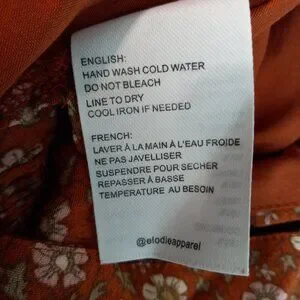 ENGLISH:
HAND WASH COLD WATER
DO NOT BLEACH
LINE TO DRY
COOL IRON IF NEEDED
FRENCH:
LAVER À LA MAIN À L'EAU FROIDE
NE PAS JAVELLISER
SUSPENDRE POUR SECHER
REPASSER À BASSE
TEMPERATURE AU BESOIN
@elodieapparel